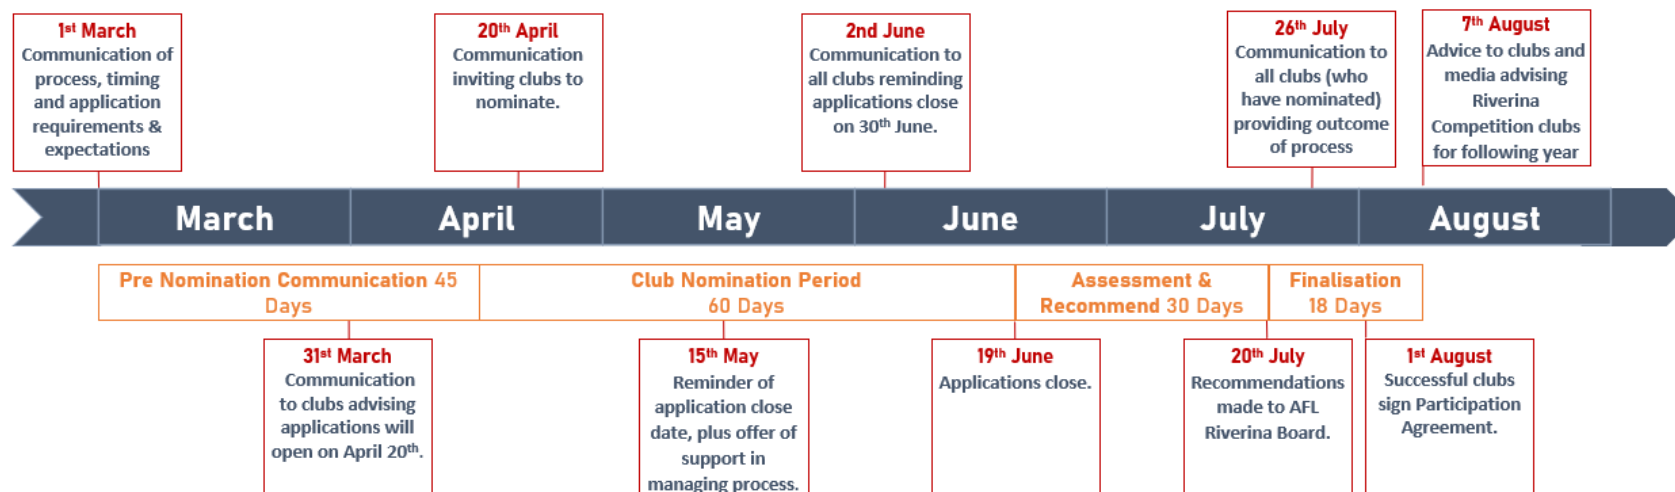 1st March
Communication of
process, timing
and application
requirements &
expectations
20th April
Communication
inviting clubs to
nominate.
2nd June
Communication to
all clubs reminding
applications close
on 30th June.
26th July
Communication to
all clubs (who
have nominated)
providing outcome
of process
7th August
Advice to clubs and
media advising
Riverina
Competition clubs
for following year
March
April
May
June
July
August
Pre Nomination Communication 45
Days
Club Nomination Period
60 Days
Assessment &
Recommend 30 Days
Finalisation
18 Days
31st March
Communication
to clubs advising
applications will
open on April 20th.
15th May
Reminder of
application close
date, plus offer of
support in
managing process.
19th June
Applications close.
20th July
Recommendations
made to AFL
Riverina Board.
1st August
Successful clubs
sign Participation
Agreement.